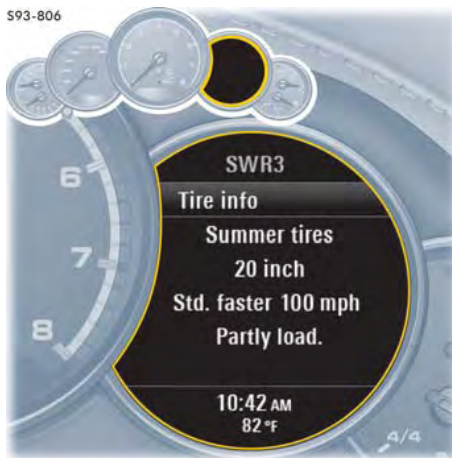 S93-806
SWR3
Tire info
6
Summer tires
20 inch
7
Std. faster 100 mph
Partly load.
8
10:42 AM
82 °F
4/4